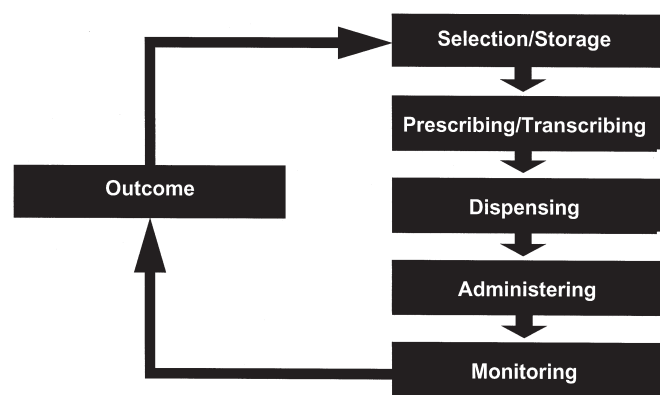 Selection/Storage
Prescribing/Transcribing
Outcome
Dispensing
Administering
Monitoring